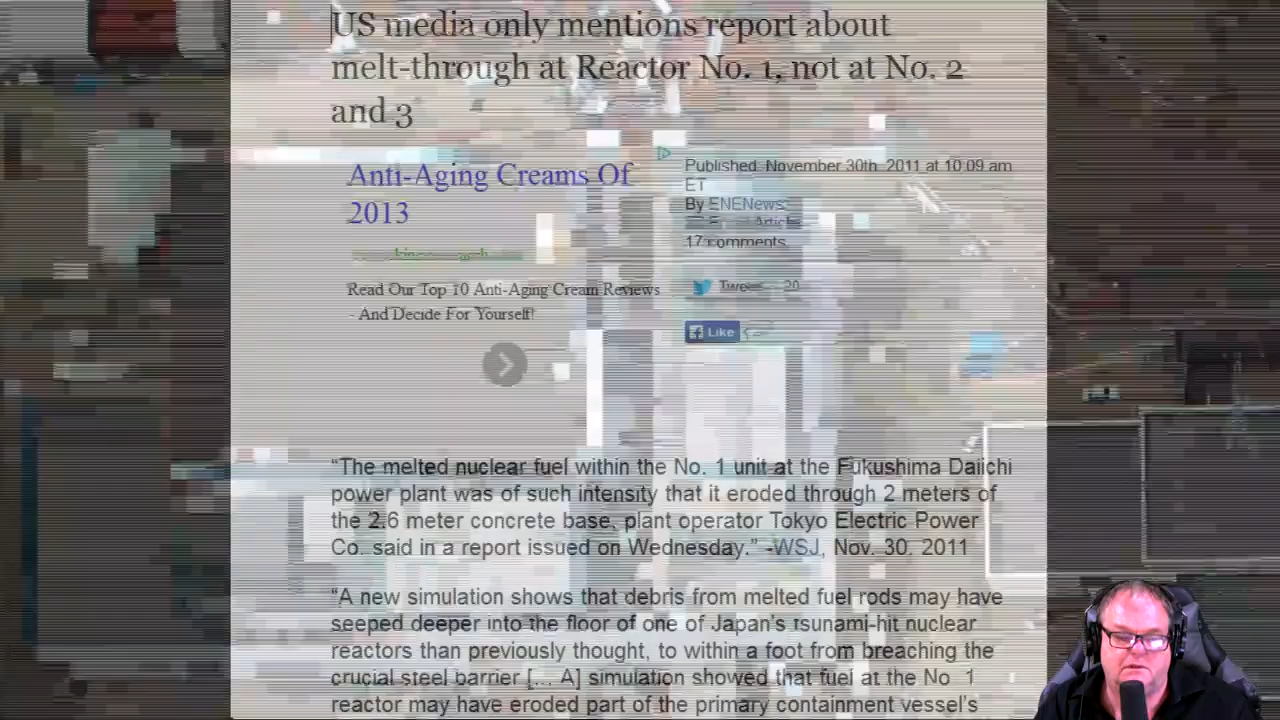 US media only mentions report about
melt-through at Reactor No. 1, not at No. 2
and 3
Anti-Aging Creams Of
2013
Read Our Top 10 Anti-Aging Cream Reviews
- And Decide For Yourself!
Published: November 30th, 2011 at 10:09 am
ET
By ENENews
Email Article
17 comments
Tweet 20
Like
“The melted nuclear fuel within the No. 1 unit at the Fukushima Daiichi
power plant was of such intensity that it eroded through 2 meters of
the 2.6 meter concrete base, plant operator Tokyo Electric Power
Co. said in a report issued on Wednesday.” -WSJ, Nov. 30, 2011
“A new simulation shows that debris from melted fuel rods may have
seeped deeper into the floor of one of Japan’s tsunami-hit nuclear
reactors than previously thought, to within a foot from breaching the
crucial steel barrier [... A] simulation showed that fuel at the No. 1
reactor may have eroded part of the primary containment vessel’s